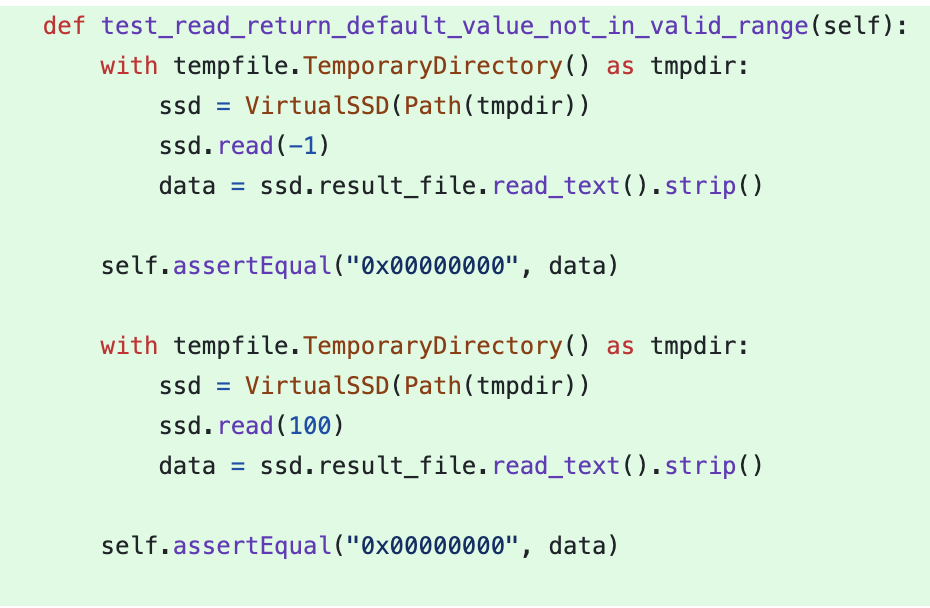 def test_read_return_default_value_not_in_valid_range(self):
    with tempfile.TemporaryDirectory() as tmpdir:
        ssd = VirtualSSD(Path(tmpdir))
        ssd.read(-1)
        data = ssd.result_file.read_text().strip()

    self.assertEqual("0x00000000", data)

    with tempfile.TemporaryDirectory() as tmpdir:
        ssd = VirtualSSD(Path(tmpdir))
        ssd.read(100)
        data = ssd.result_file.read_text().strip()

    self.assertEqual("0x00000000", data)